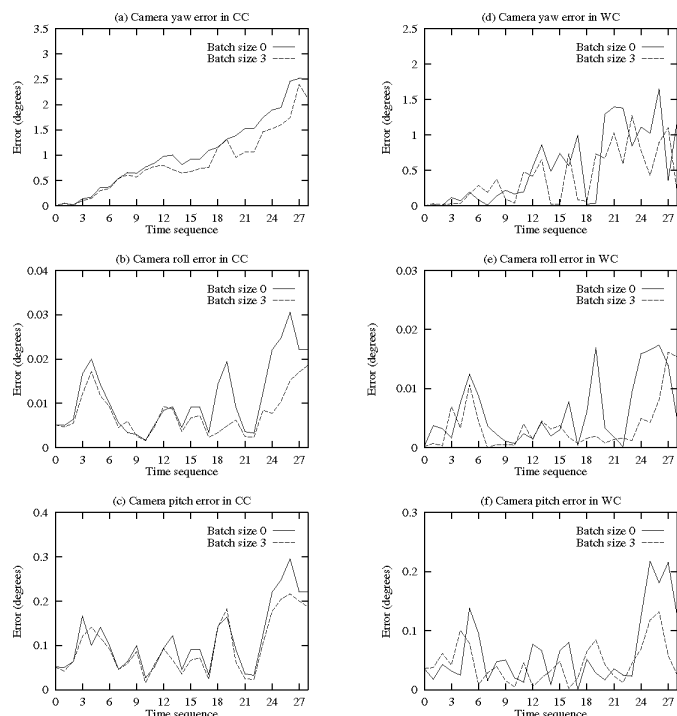 (a) Camera yaw error in CC
3.5
3
2.5
2
1.5
1
0.5
0
Error (degrees)
Batch size 0
Batch size 3
0 3 6 9 12 15 18 21 24 27
Time sequence
(d) Camera yaw error in WC
2.5
2
1.5
1
0.5
0
Error (degrees)
Batch size 0
Batch size 3
0 3 6 9 12 15 18 21 24 27
Time sequence
(b) Camera roll error in CC
0.04
0.03
0.02
0.01
0
Error (degrees)
Batch size 0
Batch size 3
0 3 6 9 12 15 18 21 24 27
Time sequence
(e) Camera roll error in WC
0.03
0.02
0.01
0
Error (degrees)
Batch size 0
Batch size 3
0 3 6 9 12 15 18 21 24 27
Time sequence
(c) Camera pitch error in CC
0.4
0.3
0.2
0.1
0
Error (degrees)
Batch size 0
Batch size 3
0 3 6 9 12 15 18 21 24 27
Time sequence
(f) Camera pitch error in WC
0.3
0.2
0.1
0
Error (degrees)
Batch size 0
Batch size 3
0 3 6 9 12 15 18 21 24 27
Time sequence